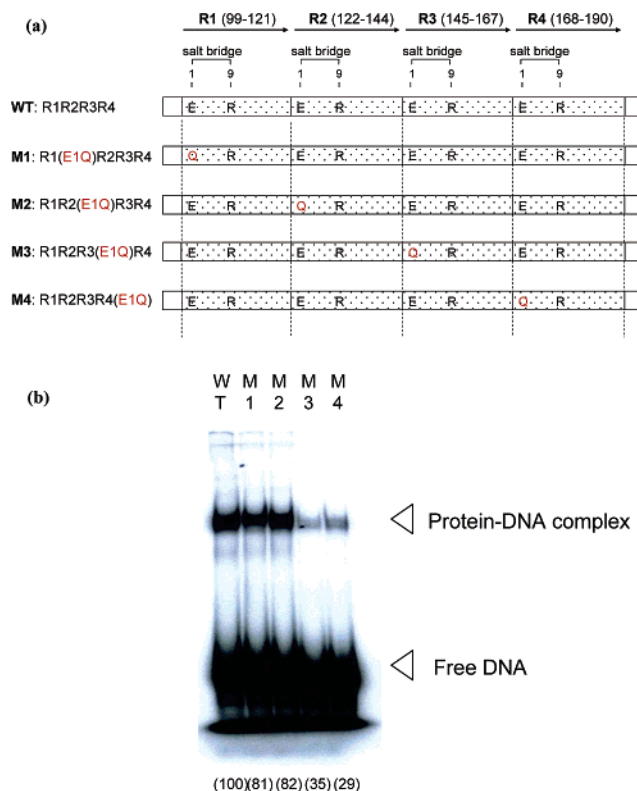 (a)
R1 (99-121) R2 (122-144) R3 (145-167) R4 (168-190)
salt bridge salt bridge salt bridge salt bridge
1 9 1 9 1 9 1 9
WT: R1R2R3R4 E R E R E R E R
M1: R1(E1Q)R2R3R4 Q R E R E R E R
M2: R1R2(E1Q)R3R4 E R Q R E R E R
M3: R1R2R3(E1Q)R4 E R E R Q R E R
M4: R1R2R3R4(E1Q) E R E R E R Q R
(b)
W M M M M
T 1 2 3 4
Protein-DNA complex
Free DNA
(100)(81) (82) (35) (29)